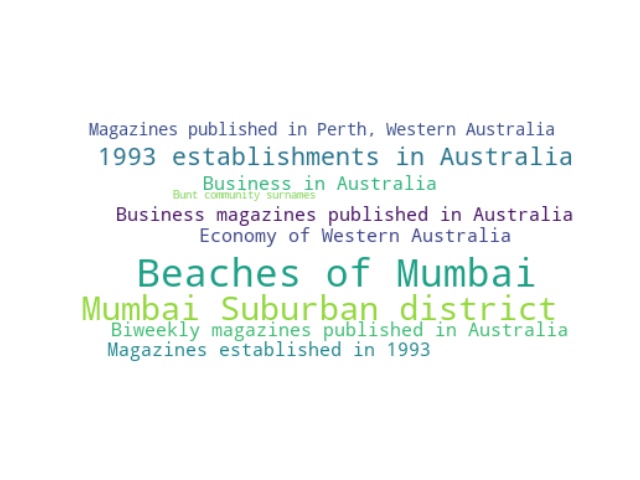 Magazines published in Perth, Western Australia
1993 establishments in Australia
Business in Australia
Bunt community surnames
Business magazines published in Australia
Economy of Western Australia
Beaches of Mumbai
Mumbai Suburban district
Biweekly magazines published in Australia
Magazines established in 1993